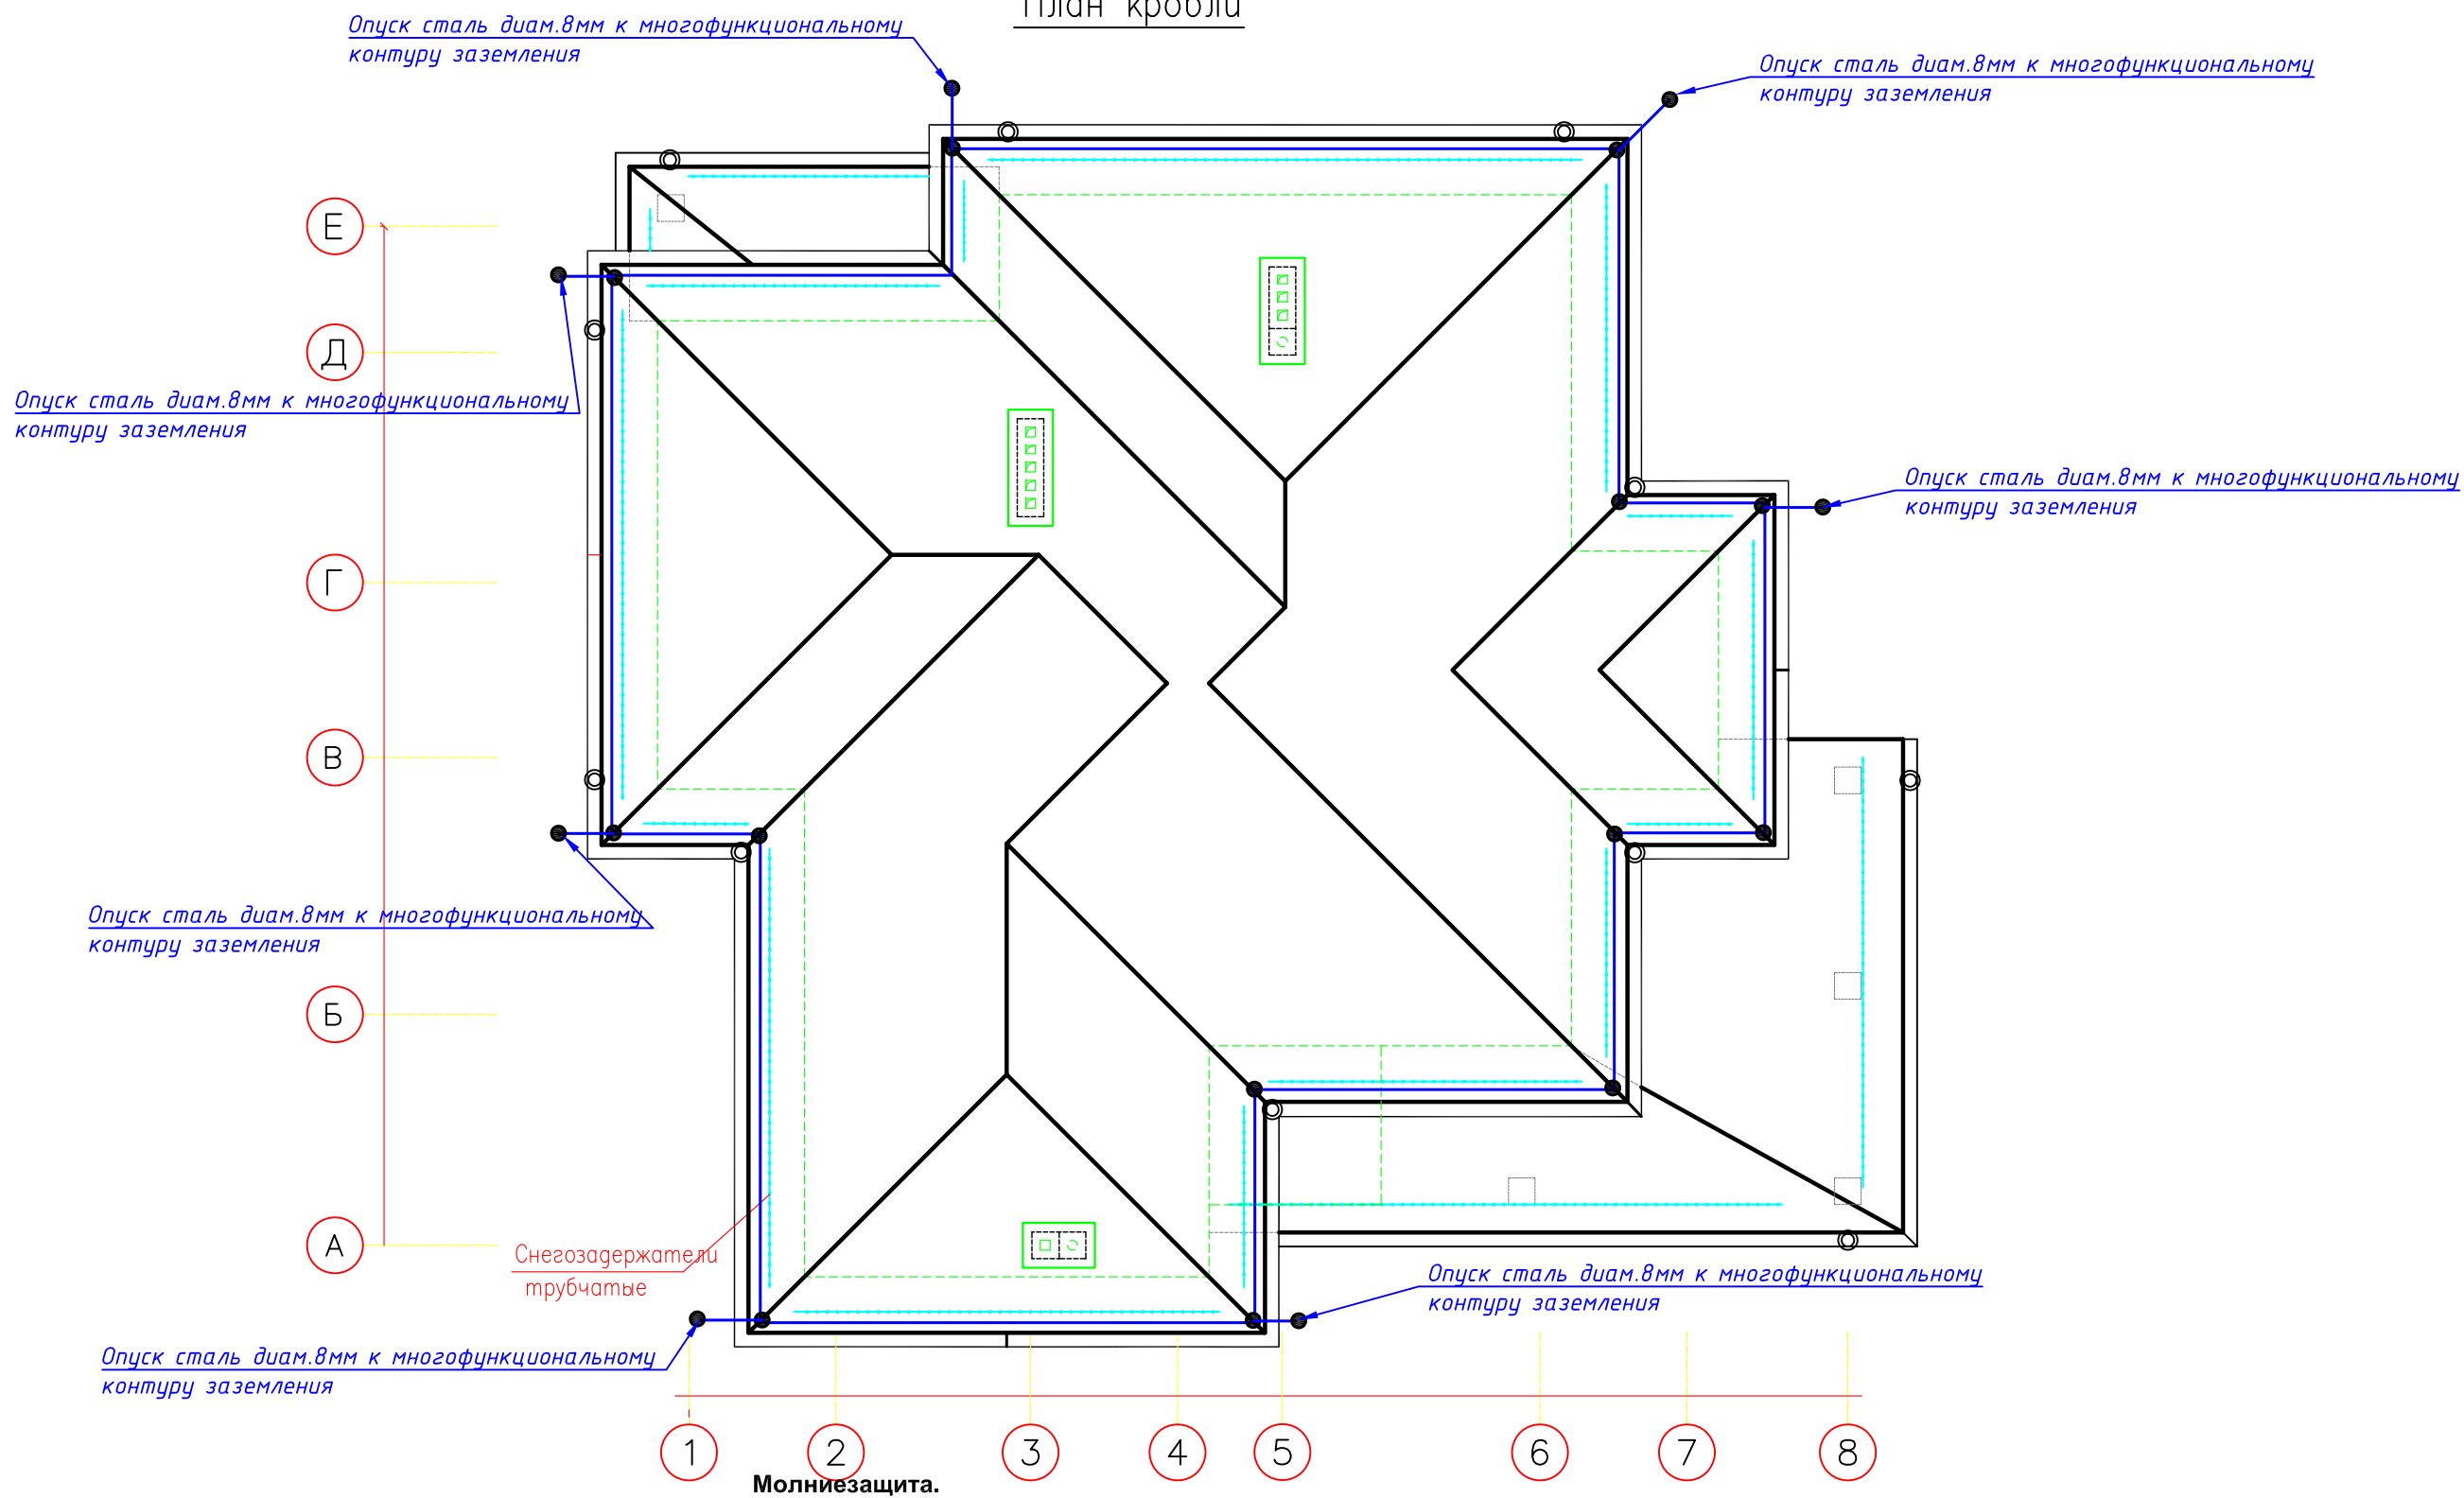 План кровли
Опуск сталь диам.8мм к многофункциональному
контуру заземления
Опуск сталь диам.8мм к многофункциональному
контуру заземления
Е
Д
Опуск сталь диам.8мм к многофункциональному
контуру заземления
Опуск сталь диам.8мм к многофункциональному
контуру заземления
Г
В
Опуск сталь диам.8мм к многофункциональному
контуру заземления
Б
А
Снегозадержатели
трубчатые
Опуск сталь диам.8мм к многофункциональному
контуру заземления
Опуск сталь диам.8мм к многофункциональному
контуру заземления
1 2 3 4 5 6 7 8
Молниезащита.